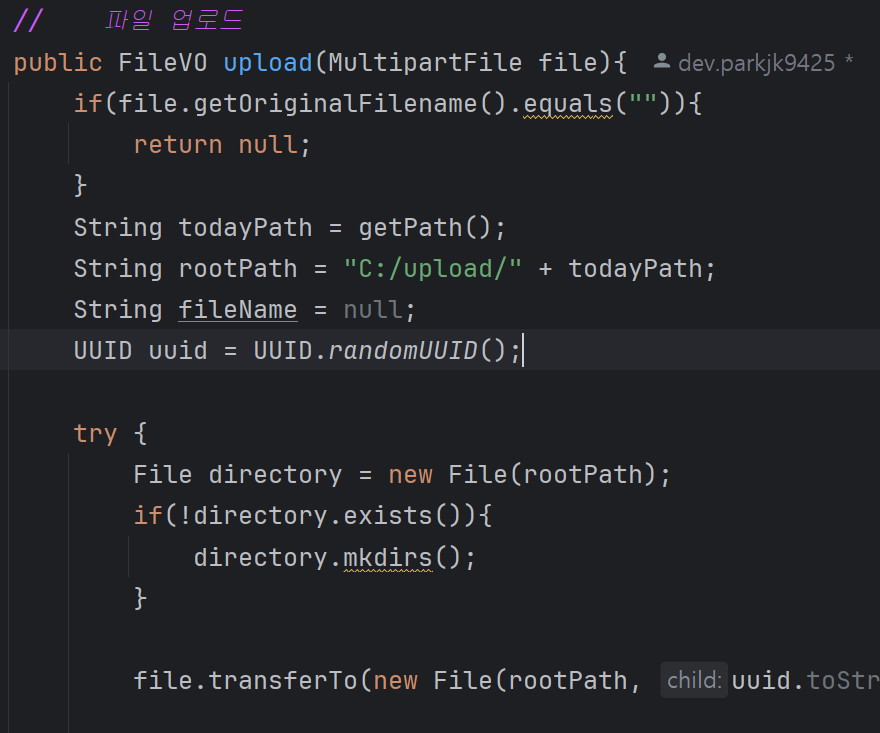 // 파일 업로드
public FileVO upload(MultipartFile file){ dev.parkjk9425 *
if(file.getOriginalFilename().equals("")){
return null;
}
String todayPath = getPath();
String rootPath = "C:/upload/" + todayPath;
String fileName = null;
UUID uuid = UUID.randomUUID();
try {
File directory = new File(rootPath);
if(!directory.exists()){
directory.mkdirs();
}
file.transferTo(new File(rootPath, child: uuid.toStr